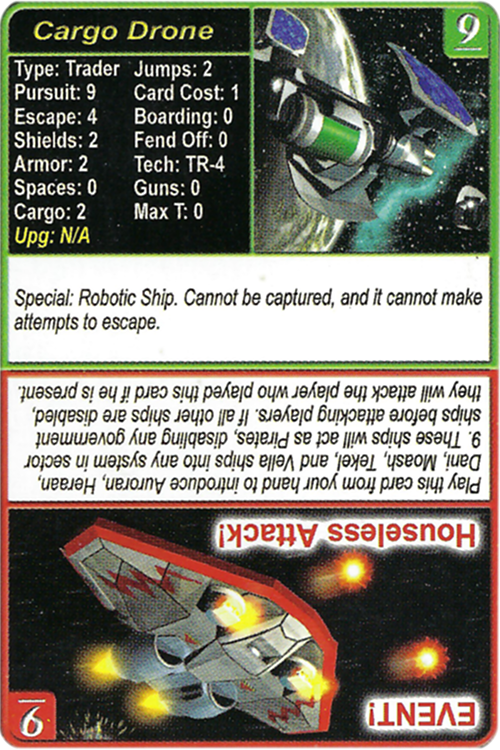 Cargo Drone
9
Type: Trader Jumps: 2
Pursuit: 9 Card Cost: 1
Escape: 4 Boarding: 0
Shields: 2 Fend Off: 0
Armor: 2 Tech: TR-4
Spaces: 0 Guns: 0
Cargo: 2 Max T: 0
Upg: N/A
Special: Robotic Ship. Cannot be captured, and it cannot make
attempts to escape.
EVENT!
9
Houseless Attack!
Play this card from your hand to introduce Auroran, Heraan,
Dani, Moash, Tekel, and Vella ships into any system in sector
9. These ships will act as Pirates, disabling any government
ships before attacking players. If all other ships are disabled,
they will attack the player who played this card if he is present.